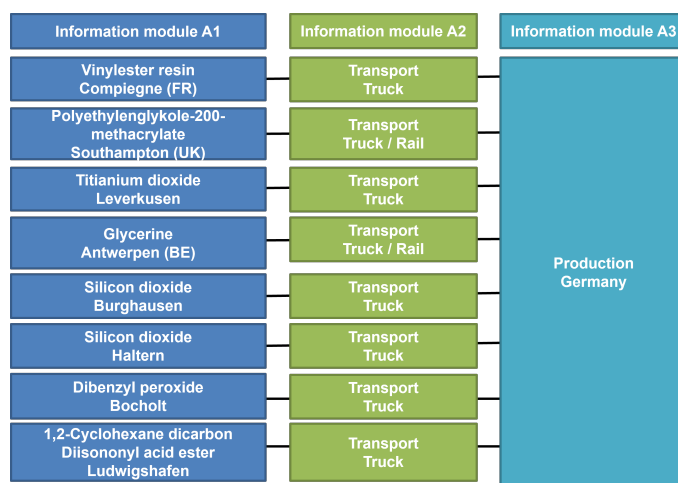 Information module A1
Information module A2
Information module A3
Vinylester resin
Compiegne (FR)
Transport
Truck
Polyethylenglykole-200-
methacrylate
Southampton (UK)
Transport
Truck / Rail
Titianium dioxide
Leverkusen
Transport
Truck
Glycerine
Antwerpen (BE)
Transport
Truck / Rail
Silicon dioxide
Burghausen
Transport
Truck
Silicon dioxide
Haltern
Transport
Truck
Dibenzyl peroxide
Bocholt
Transport
Truck
1,2-Cyclohexane dicarbon
Diisononyl acid ester
Ludwigshafen
Transport
Truck
Production
Germany